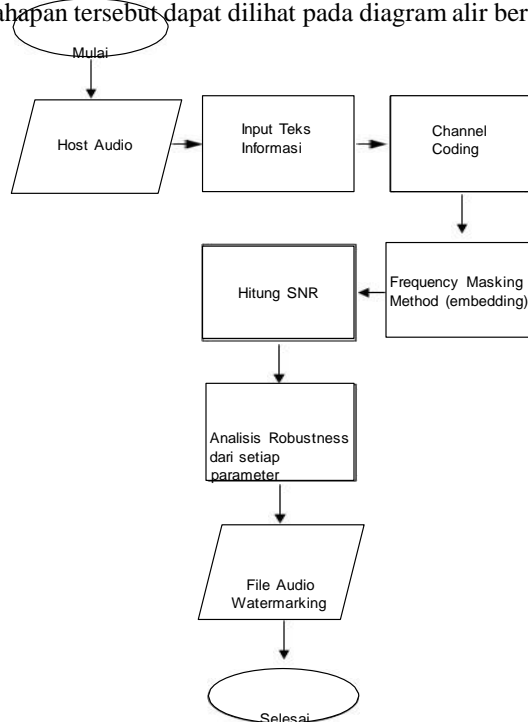 ahapan tersebut dapat dilihat pada diagram alir ber
Mulai
Host Audio
Input Teks
Informasi
Channel
Coding
Frequency Masking
Method (embedding)
Hitung SNR
Analisis Robustness
dari setiap
parameter
File Audio
Watermarking
Selesai